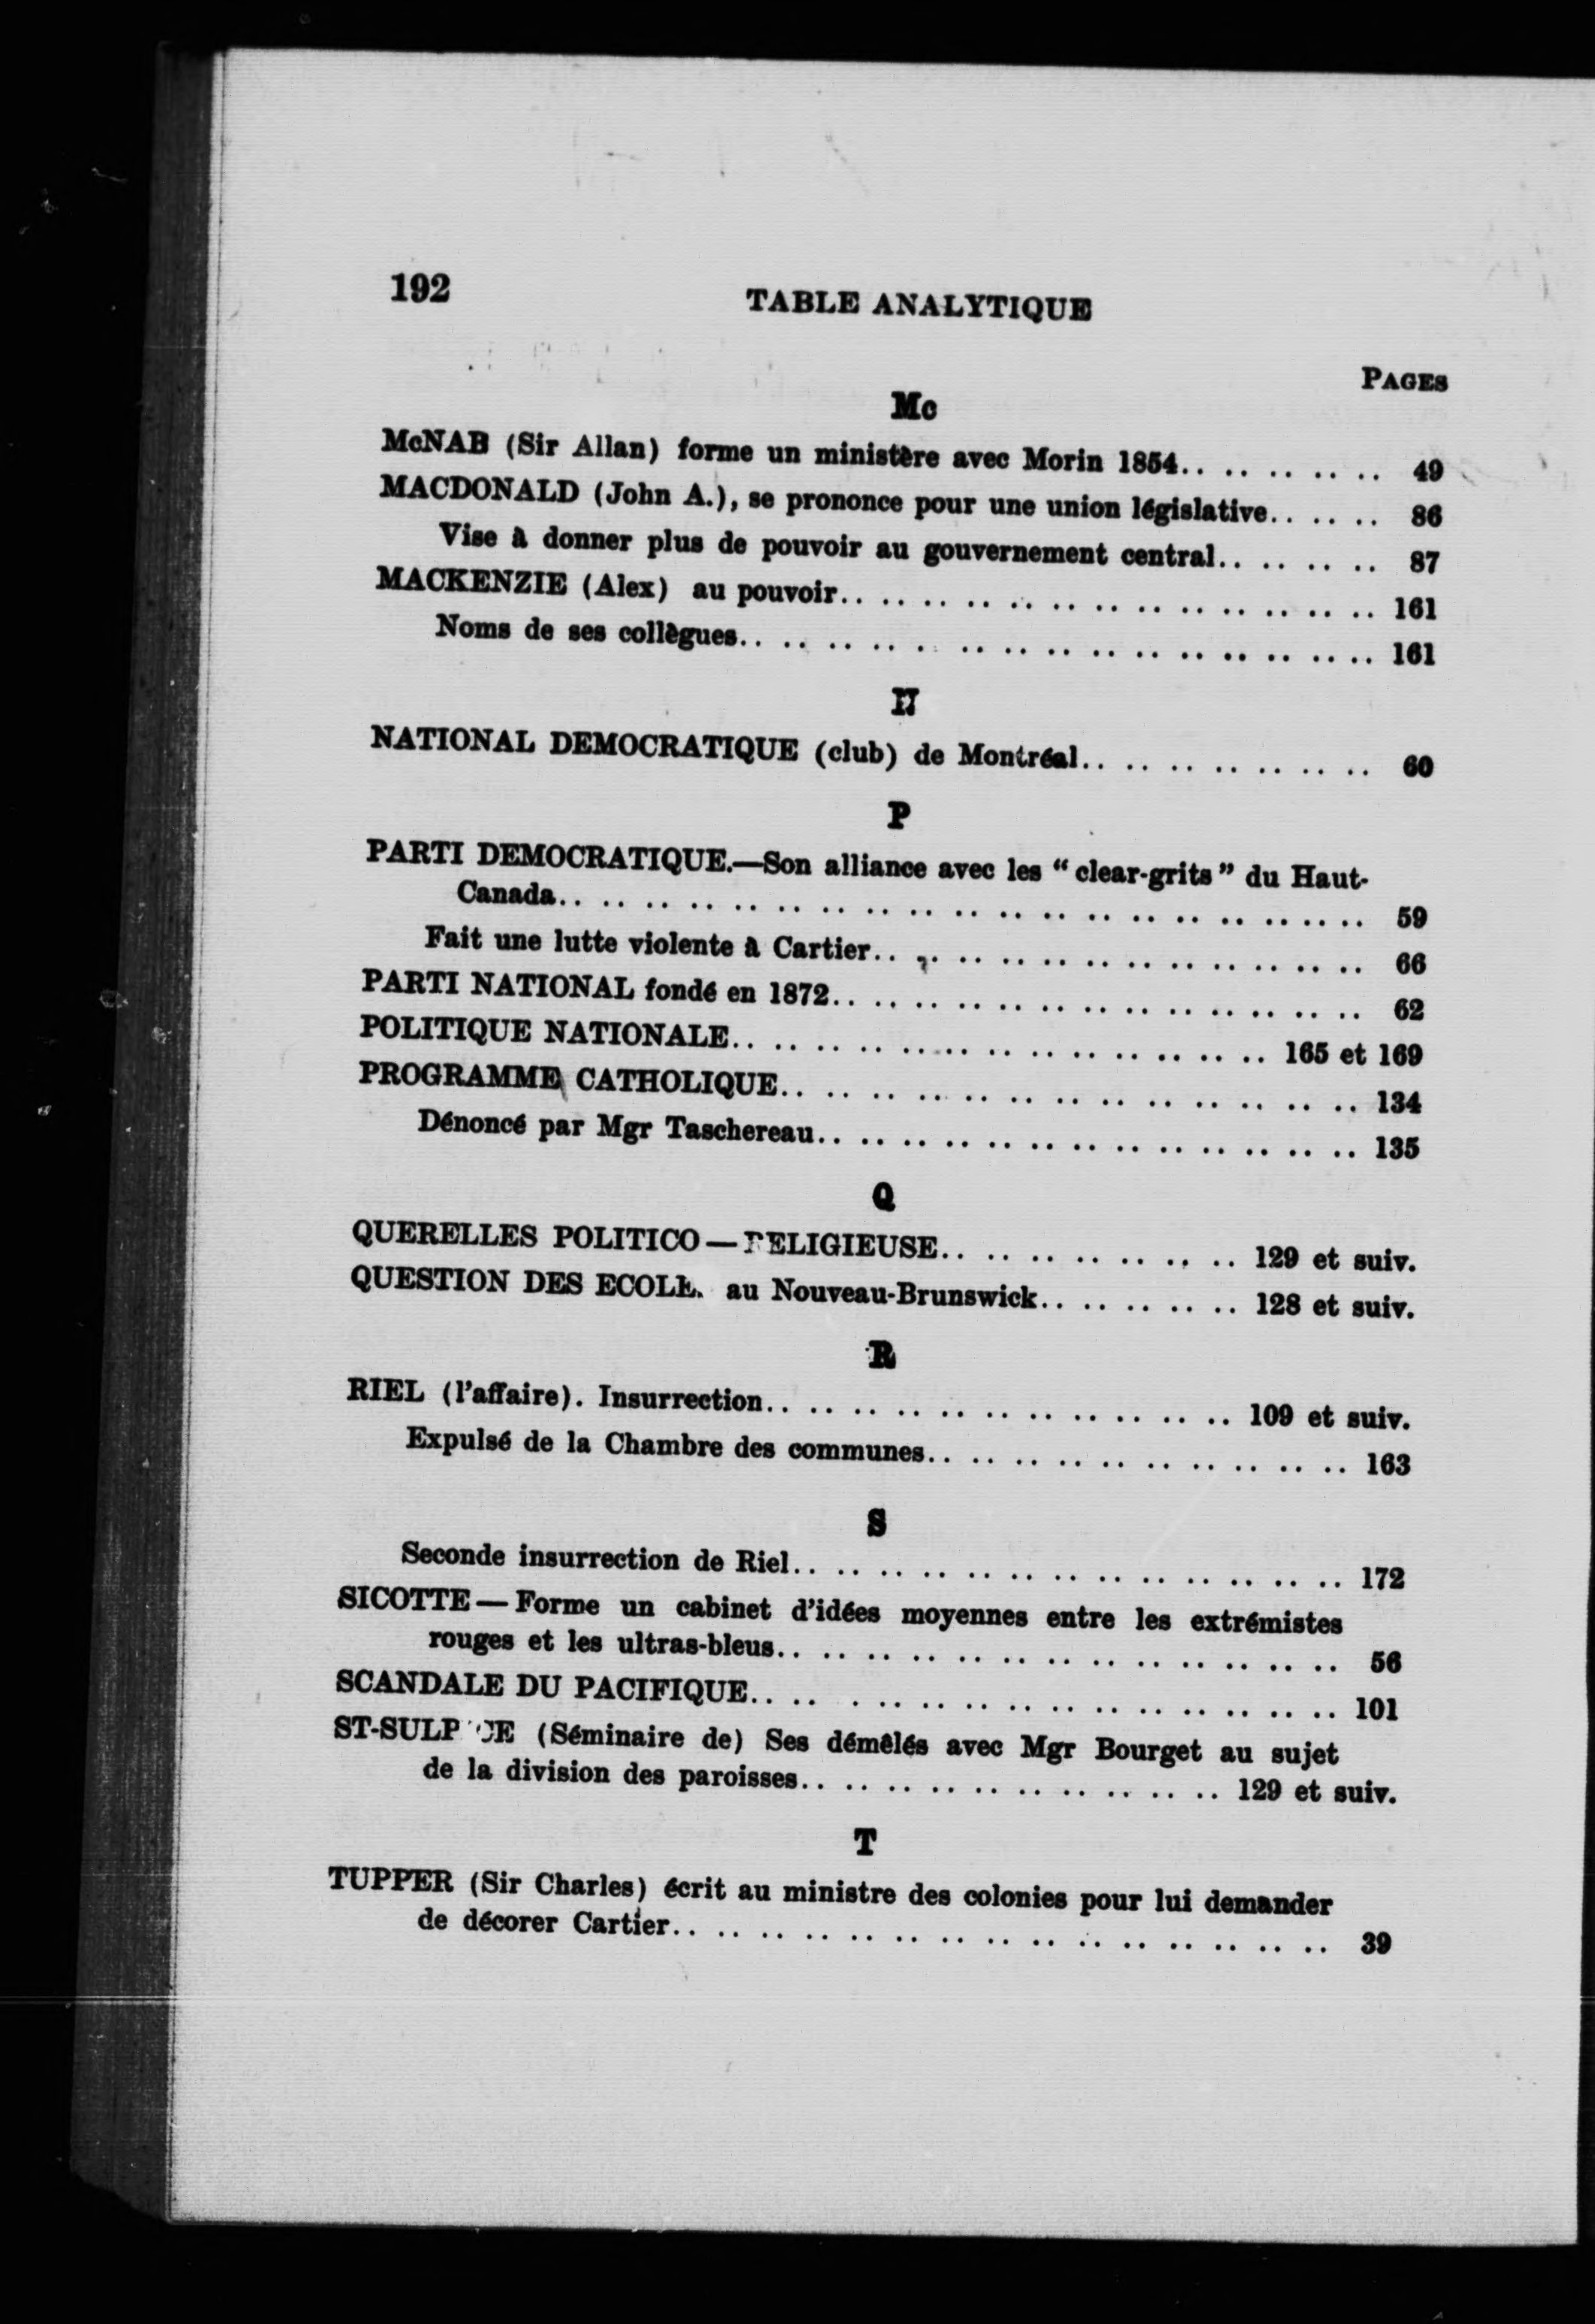 192
TABLE ANALYTIQUE
PAGES
Mc
McNAB (Sir Allan) forme un ministère avec Morin 1854.. .. .. .. .. 49
MACDONALD (John A.), se prononce pour une union législative.. .. .. 86
Vise à donner plus de pouvoir au gouvernement central.. .. .. .. 87
MACKENZIE (Alex) au pouvoir.. .. .. .. .. .. .. .. .. .. .. .. .. 161
Noms de ses collègues.. .. .. .. . .. .. .. .. .. .. .. .. .. .. 161
N
NATIONAL DEMOCRATIQUE (club) de Montréal.. .. .. .. .. .. .. 60
P
PARTI DEMOCRATIQUE.—Son alliance avec les " clear-grits " du Haut-
Canada.. .. .. .. .. .. .. .. .. .. .. .. .. .. .. .. .. .. .. 59
Fait une lutte violente à Cartier.. .. .. .. .. .. .. .. .. .. .. .. 66
PARTI NATIONAL fondé en 1872.. .. .. .. .. .. .. .. .. .. .. .. .. 62
POLITIQUE NATIONALE.. .. .. .. .. .. .. .. .. .. .. .. .. 165 et 169
PROGRAMME CATHOLIQUE.. .. .. .. .. .. .. .. .. .. .. .. .. .. 134
Dénoncé par Mgr Taschereau.. .. .. .. .. .. .. .. .. .. .. .. .. 135
Q
QUERELLES POLITICO—RELIGIEUSE.. .. .. .. .. .. .. 129 et suiv.
QUESTION DES au Nouveau-Brunswick.. .. .. .. .. 128 et suiv.
R
RIEL (l'affaire). Insurrection.. .. .. .. .. .. .. .. .. .. .. 109 et suiv.
Expulsé de la Chambre des communes.. .. .. .. .. .. .. .. .. .. 163
S
Seconde insurrection de Riel.. .. .. .. .. .. .. .. .. .. .. .. .. 172
SICOTTE—Forme un cabinet d'idées moyennes entre les extrémistes
rouges et les ultras-bleus.. .. .. .. .. .. .. .. .. .. .. .. .. 56
SCANDALE DU PACIFIQUE.. .. . .. .. .. .. .. .. .. .. .. .. .. 101
(Séminaire de) Ses démêlés avec Mgr Bourget au sujet
de la division des paroisses.. .. .. .. .. .. .. .. .. .. 129 et suiv.
T
TUPPER (Sir Charles) écrit au ministre des colonies pour lui demander
de décorer Cartier.. .. .. .. .. .. .. .. .. .. .. .. .. .. .. 39